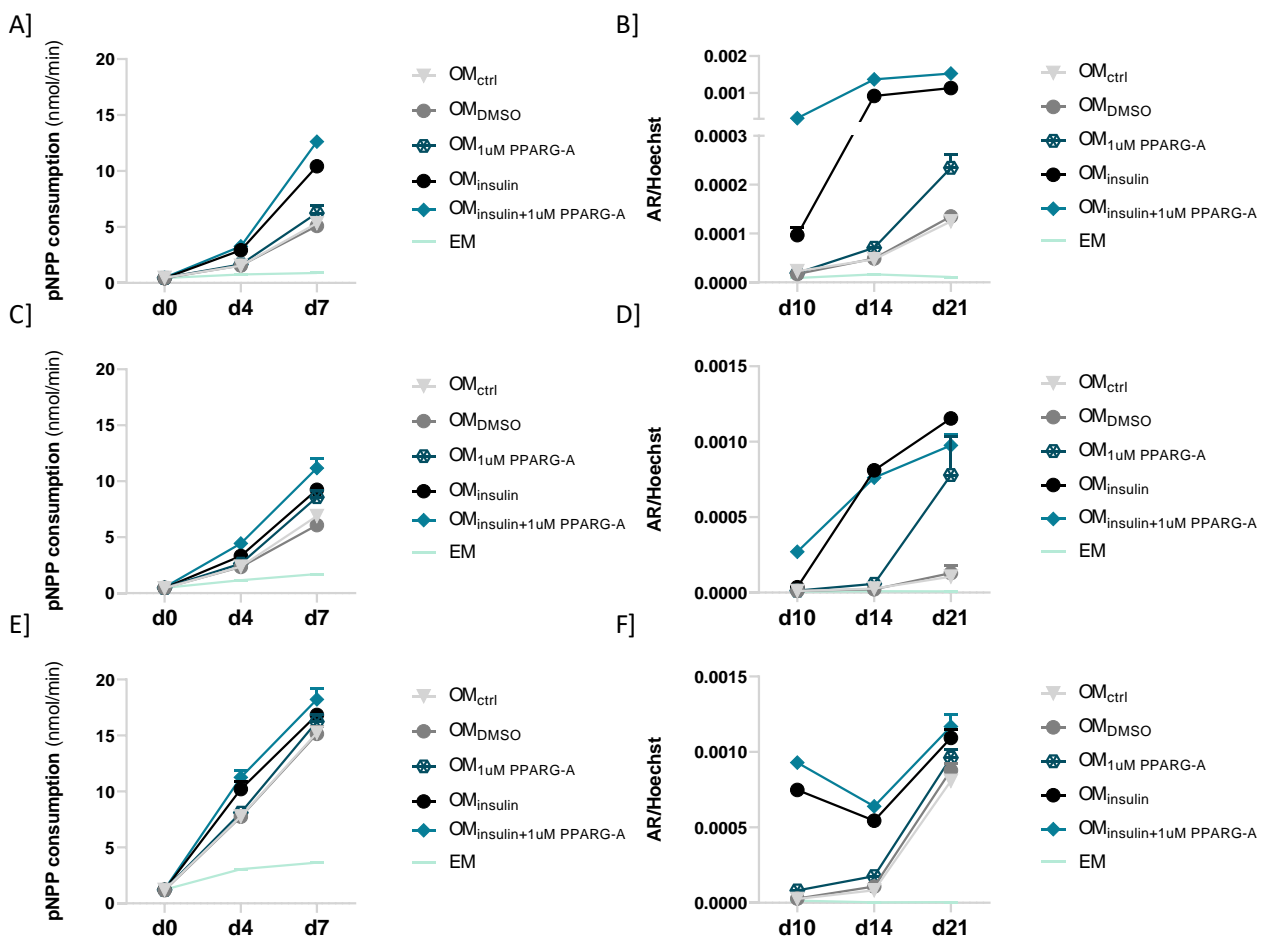 A]
pNPP consumption (nmol/min)
20
15
10
5
0
d0 d4 d7
OMctrl
OMDMSO
OM1uM PPARG-A
OMinsulin
OMinsulin+1uM PPARG-A
EM
B]
AR/Hoechst
0.002
0.001
0.0003
0.0002
0.0001
0.0000
d10 d14 d21
OMctrl
OMDMSO
OM1uM PPARG-A
OMinsulin
OMinsulin+1uM PPARG-A
EM
C]
pNPP consumption (nmol/min)
20
15
10
5
0
d0 d4 d7
OMctrl
OMDMSO
OM1uM PPARG-A
OMinsulin
OMinsulin+1uM PPARG-A
EM
D]
AR/Hoechst
0.0015
0.0010
0.0005
0.0000
d10 d14 d21
OMctrl
OMDMSO
OM1uM PPARG-A
OMinsulin
OMinsulin+1uM PPARG-A
EM
E]
pNPP consumption (nmol/min)
20
15
10
5
0
d0 d4 d7
OMctrl
OMDMSO
OM1uM PPARG-A
OMinsulin
OMinsulin+1uM PPARG-A
EM
F]
AR/Hoechst
0.0015
0.0010
0.0005
0.0000
d10 d14 d21
OMctrl
OMDMSO
OM1uM PPARG-A
OMinsulin
OMinsulin+1uM PPARG-A
EM